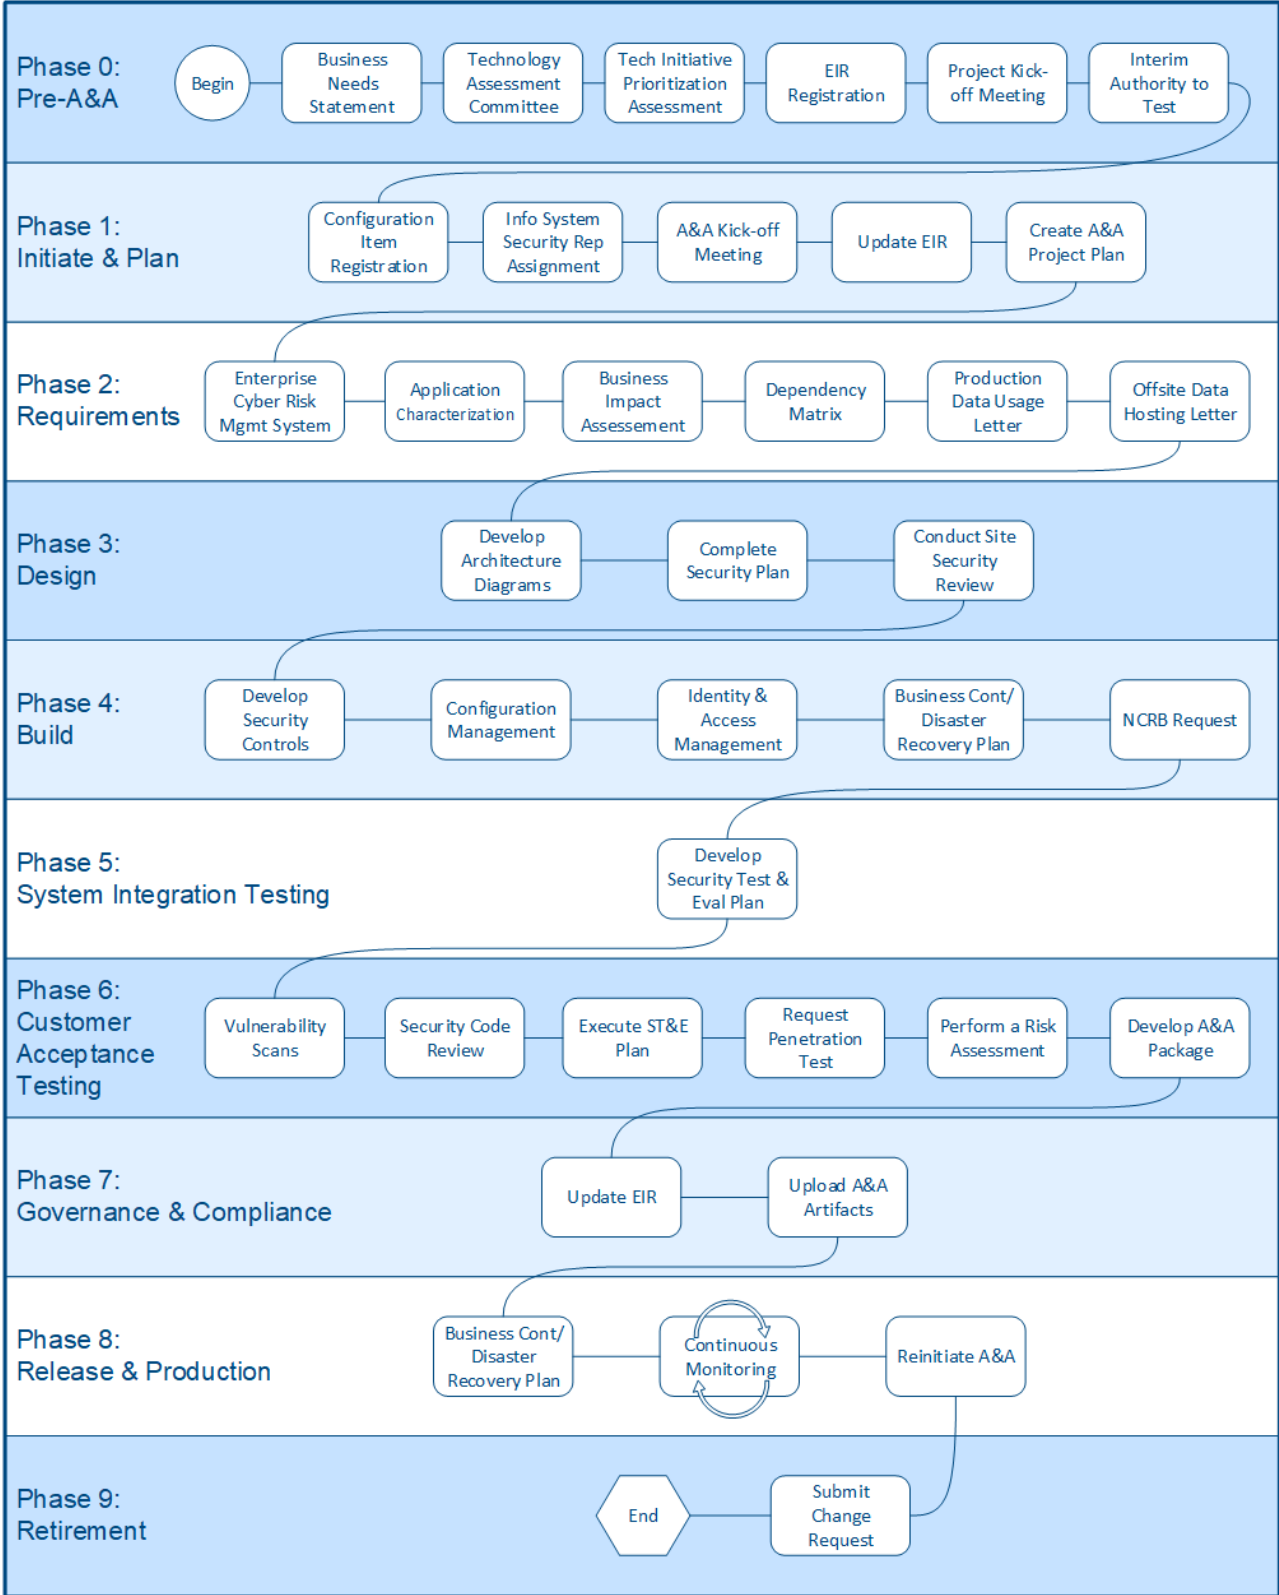 Phase 0:
Pre-A&A
Begin
Business
Needs
Statement
Technology
Assessment
Committee
Tech Initiative
Prioritization
Assessment
EIR
Registration
Project Kick-
off Meeting
Interim
Authority to
Test
Phase 1:
Initiate & Plan
Configuration
Item
Registration
Info System
Security Rep
Assignment
A&A Kick-off
Meeting
Update EIR
Create A&A
Project Plan
Phase 2:
Requirements
Enterprise
Cyber Risk
Mgmt System
Application
Characterization
Business
Impact
Assessement
Dependency
Matrix
Production
Data Usage
Letter
Offsite Data
Hosting Letter
Phase 3:
Design
Develop
Architecture
Diagrams
Complete
Security Plan
Conduct Site
Security
Review
Phase 4:
Build
Develop
Security
Controls
Configuration
Management
Identity &
Access
Management
Business Cont/
Disaster
Recovery Plan
NCRB Request
Phase 5:
System Integration Testing
Develop
Security Test &
Eval Plan
Phase 6:
Customer
Acceptance
Testing
Vulnerability
Scans
Security Code
Review
Execute ST&E
Plan
Request
Penetration
Test
Perform a Risk
Assessment
Develop A&A
Package
Phase 7:
Governance & Compliance
Update EIR
Upload A&A
Artifacts
Phase 8:
Release & Production
Business Cont/
Disaster
Recovery Plan
Continuous
Monitoring
Reinitiate A&A
Phase 9:
Retirement
End
Submit
Change
Request